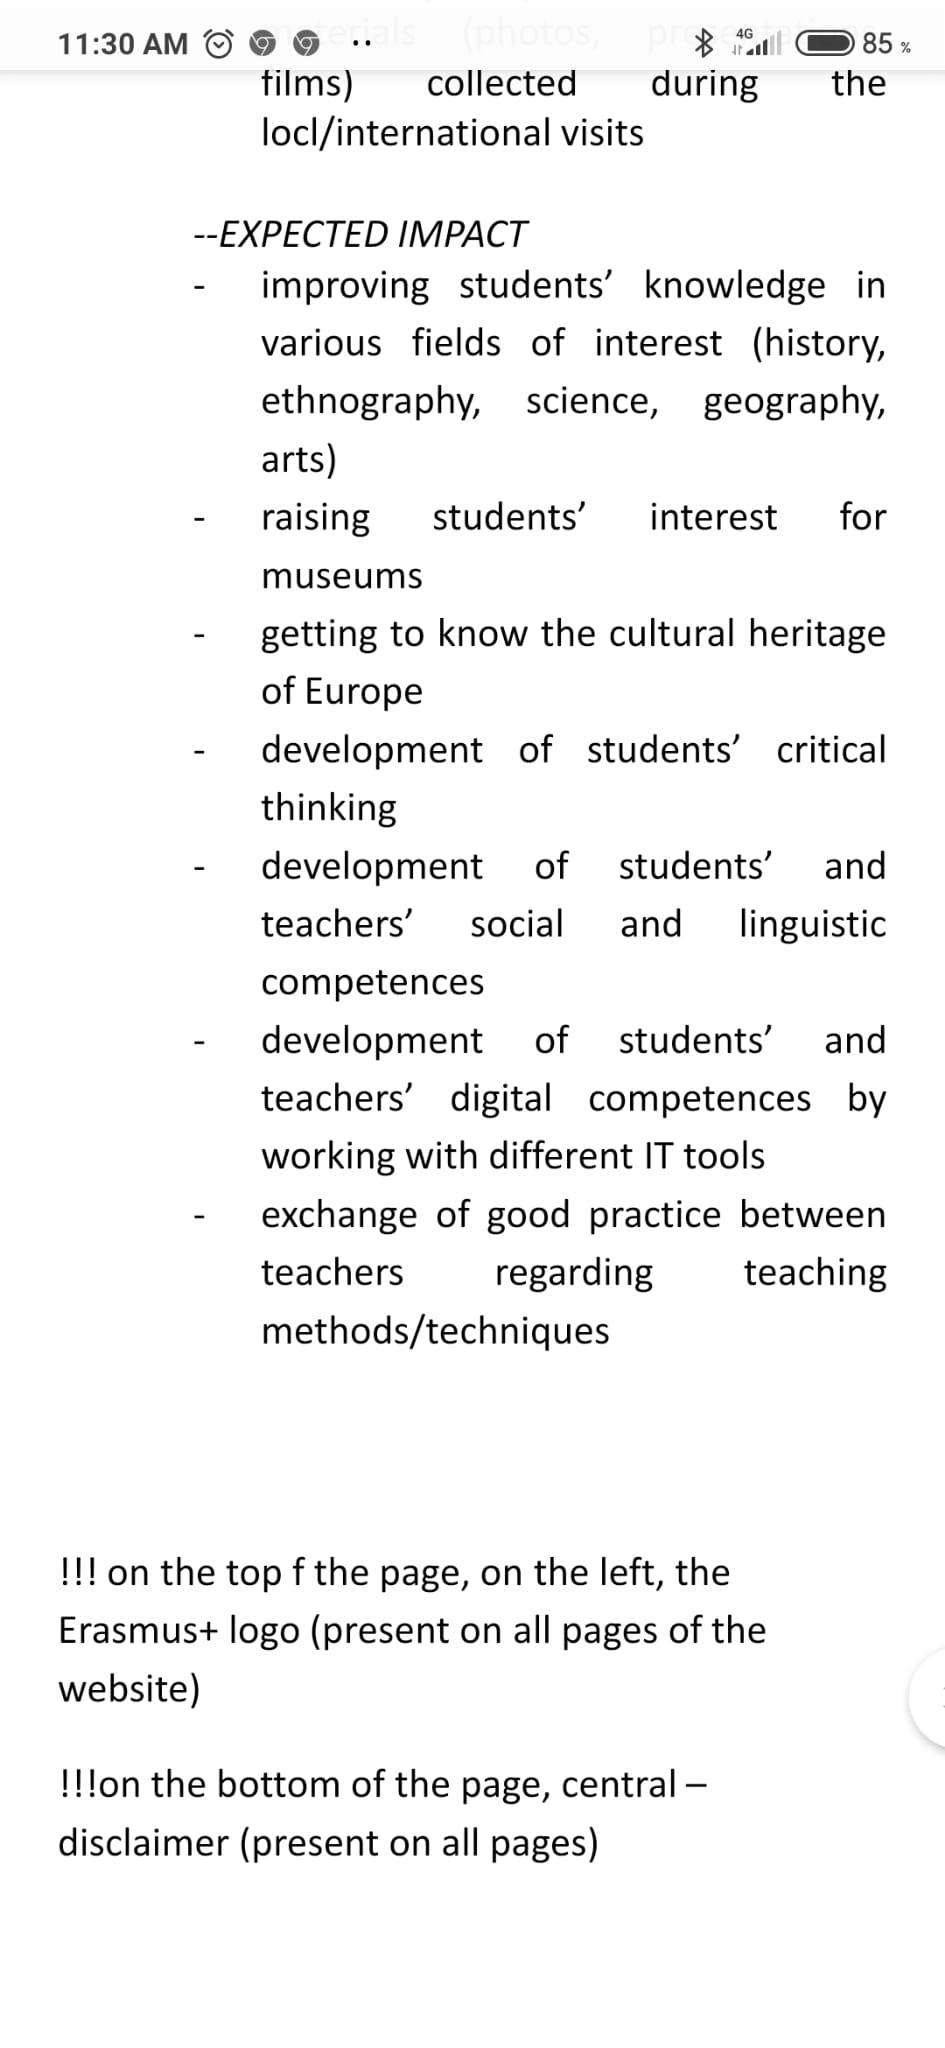 materials (photos, presentations,
11:30 AM .. 4G 85 %
films) collected during the
locl/international visits
--EXPECTED IMPACT
- improving students’ knowledge in
various fields of interest (history,
ethnography, science, geography,
arts)
- raising students’ interest for
museums
- getting to know the cultural heritage
of Europe
- development of students’ critical
thinking
- development of students’ and
teachers’ social and linguistic
competences
- development of students’ and
teachers’ digital competences by
working with different IT tools
- exchange of good practice between
teachers regarding teaching
methods/techniques
!!! on the top f the page, on the left, the
Erasmus+ logo (present on all pages of the
website)
!!!on the bottom of the page, central –
disclaimer (present on all pages)